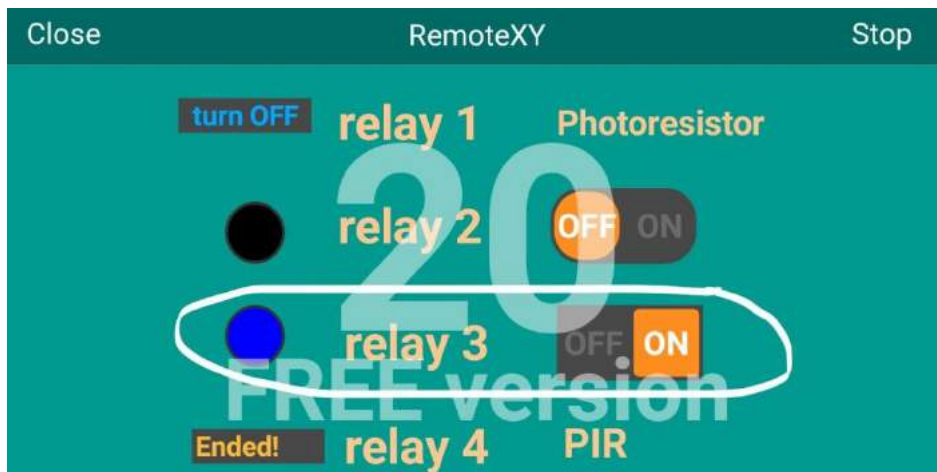 Close RemoteXY Stop
turn OFF relay 1 Photoresistor
20
relay 2 OFF ON
relay 3 OFF ON
FREE version
Ended! relay 4 PIR